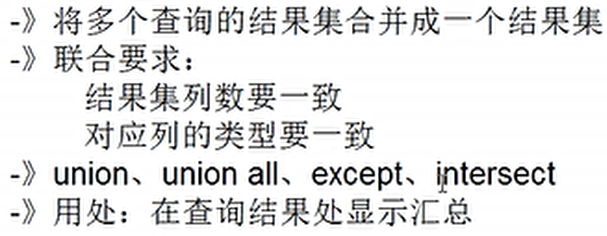 -》将多个查询的结果集合并成一个结果集
-》联合要求：
结果集列数要一致
对应列的类型要一致
-》union、union all、except、intersect
-》用处：在查询结果处显示汇总